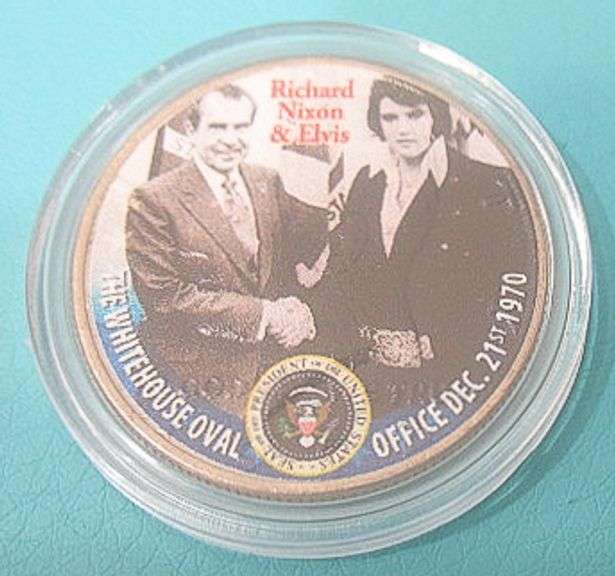 Richard
Nixon
& Elvis
THE WHITEHOUSE OVAL
OFFICE DEC. 21ST 1970
SEAL OF THE PRESIDENT OF THE UNITED STATES